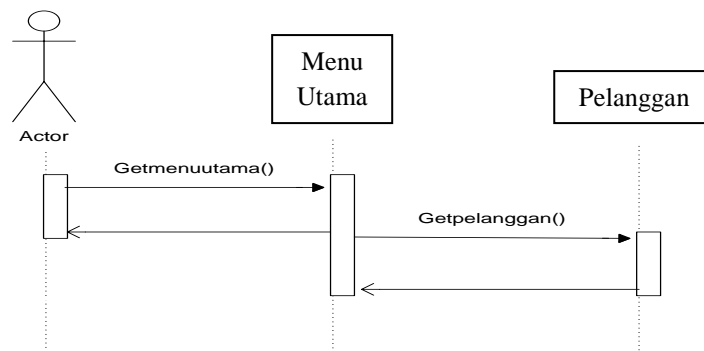 Menu
Utama
Pelanggan
Actor
Getmenuutama()
Getpelanggan()